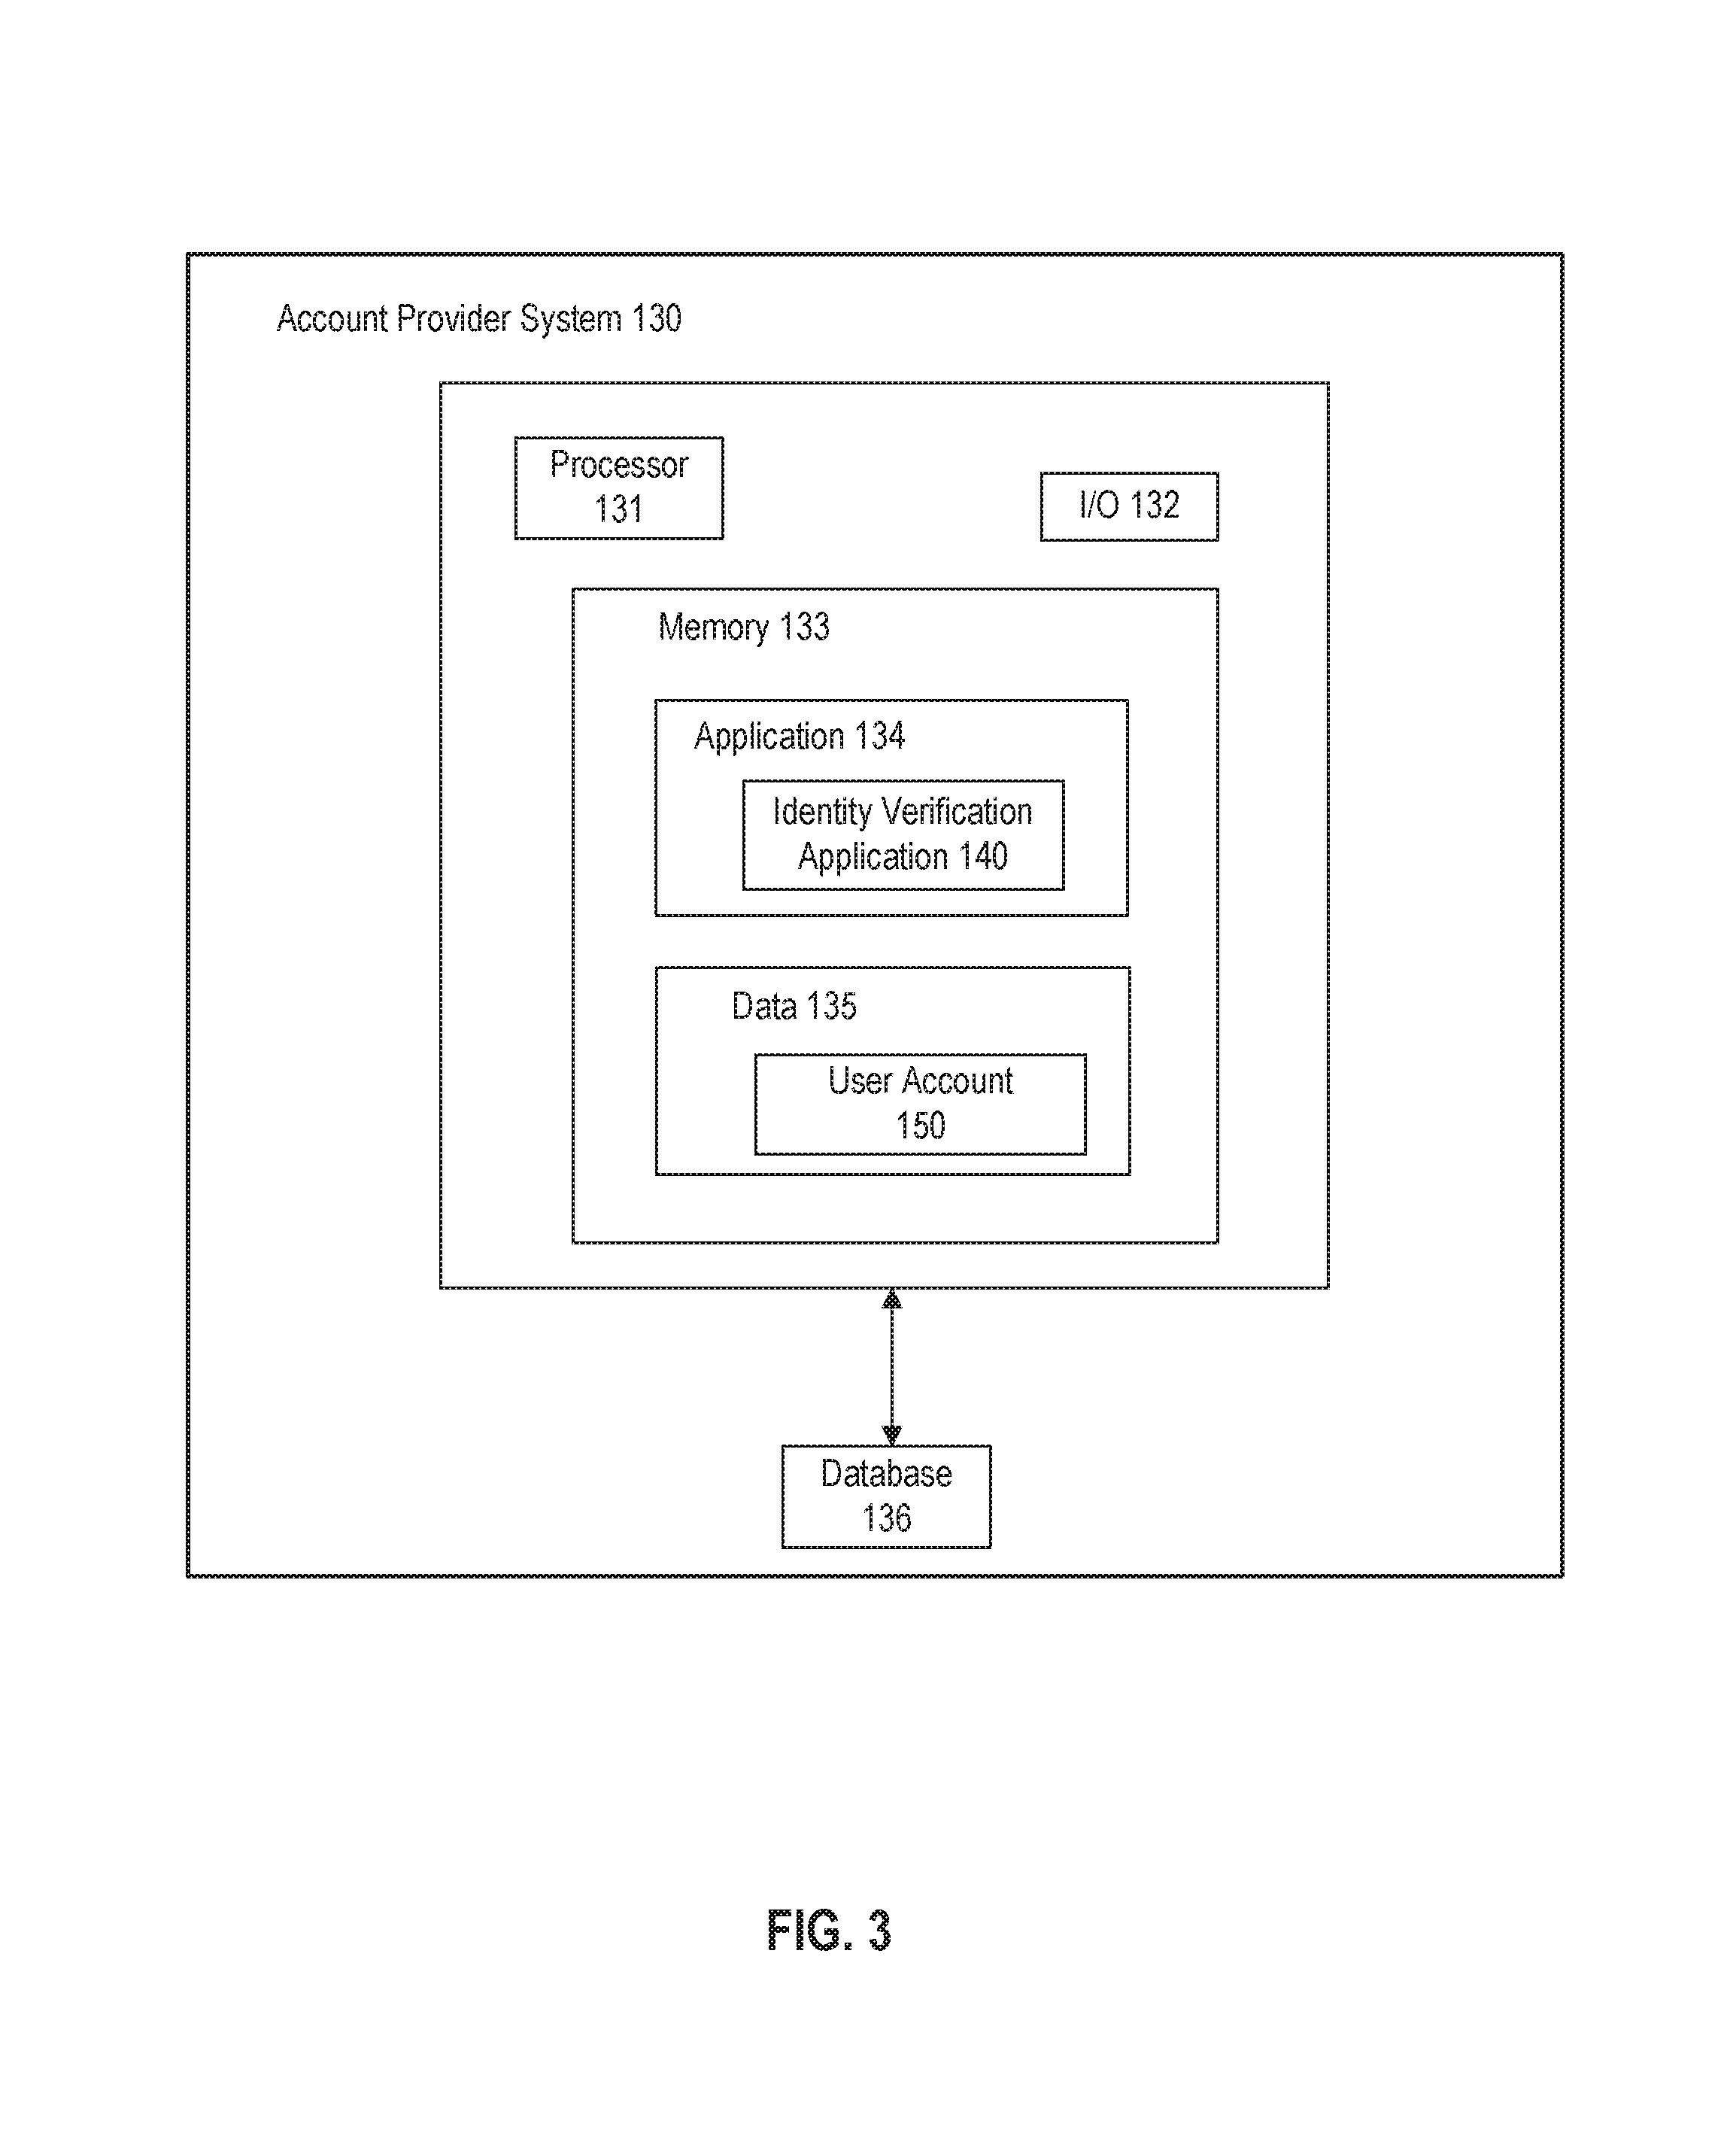 Account Provider System 130
Processor
131
I/O 132
Memory 133
Application 134
Identity Verification
Application 140
Data 135
User Account
150
Database
136
FIG. 3